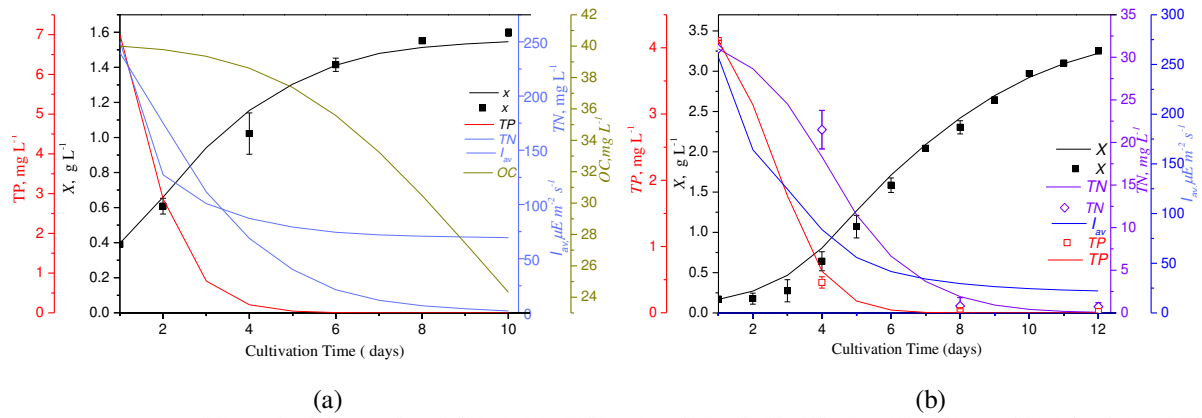 (a)
TP, mg L⁻¹
7
6
5
4
3
2
1
0
X, g L⁻¹
1.6
1.4
1.2
1.0
0.8
0.6
0.4
0.2
0.0
x
x
TP
TN
I_av
OC
TN, mg L⁻¹
I_av,µE m⁻² s⁻¹
250
200
150
100
50
0
OC,mg L⁻¹
42
40
38
36
34
32
30
28
26
24
2 4 6 8 10
Cultivation Time ( days)
(a)
(b)
TP, mg L⁻¹
4
3
2
1
0
X, g L⁻¹
3.5
3.0
2.5
2.0
1.5
1.0
0.5
0.0
X
X
TN
TN
I_av
TP
TP
TN, mg L⁻¹
35
30
25
20
15
10
5
0
I_av,µE m⁻² s⁻¹
300
250
200
150
100
50
0
2 4 6 8 10 12
Cultivation Time (days)
(b)